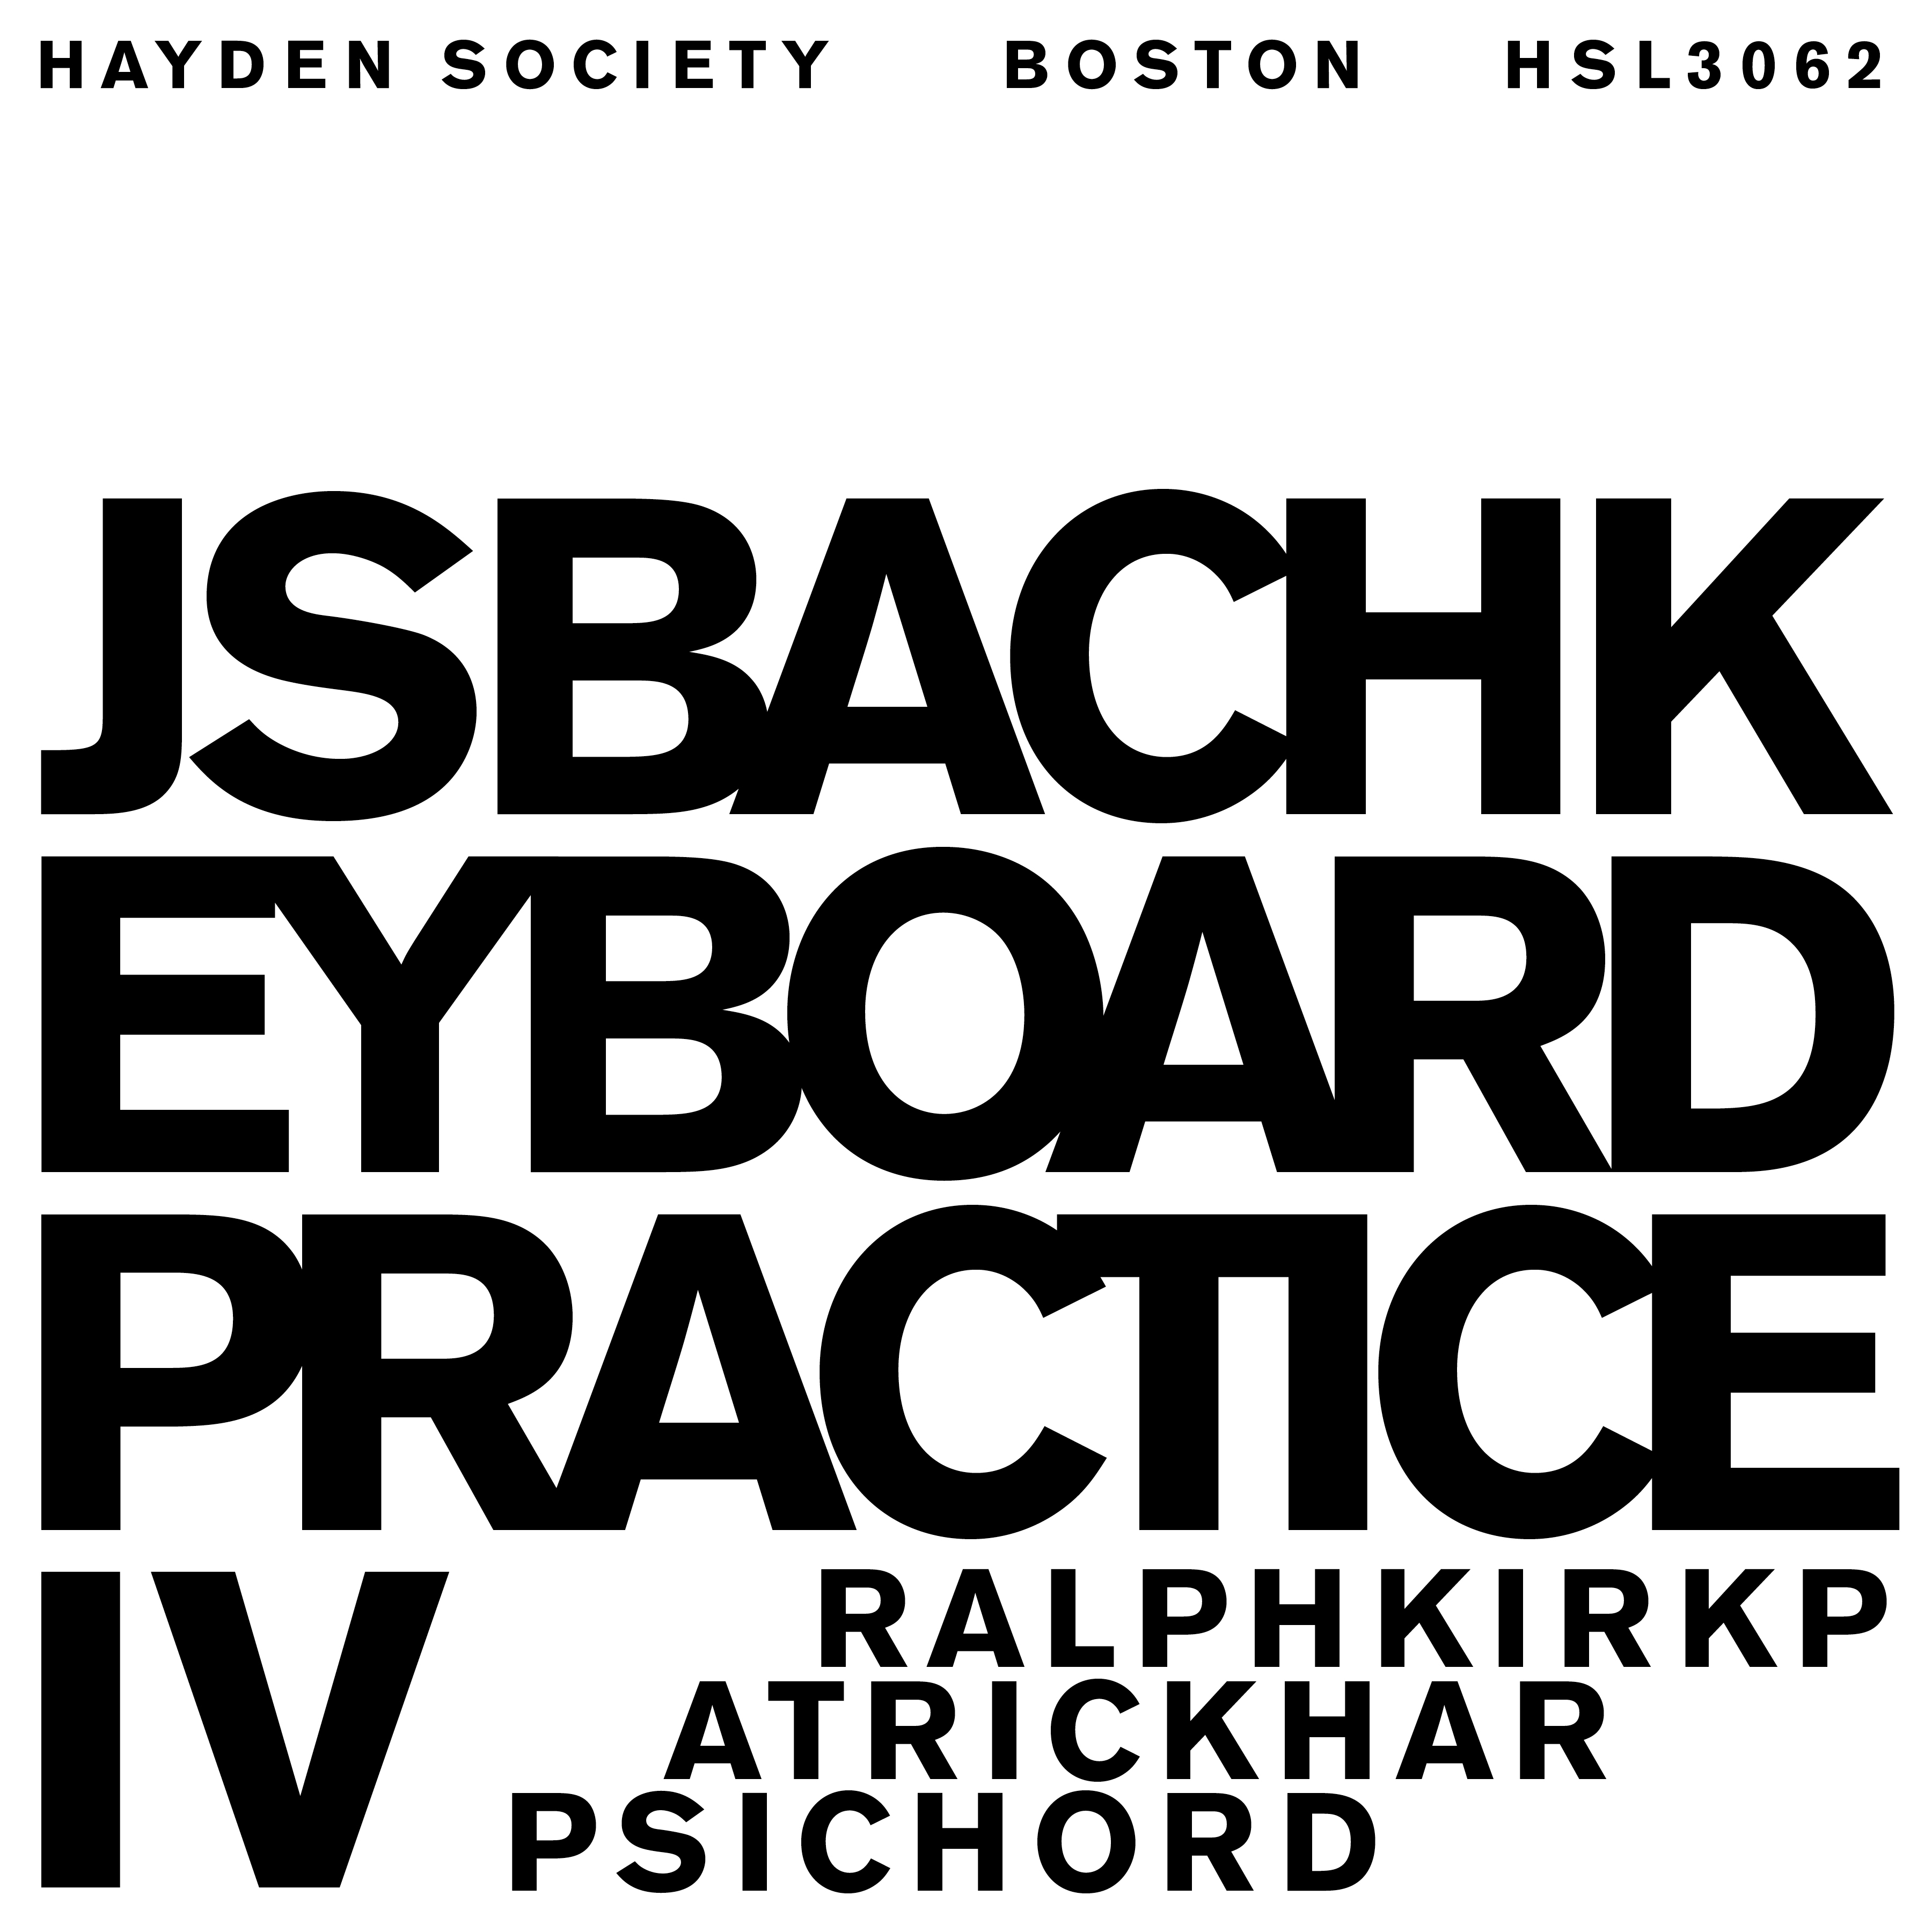 HAYDEN SOCIETY BOSTON HSL3062
JSBACHK
EYBOARD
PRACTICE
IV
RALPHKIRKP
ATRICKHAR
PSICHORD